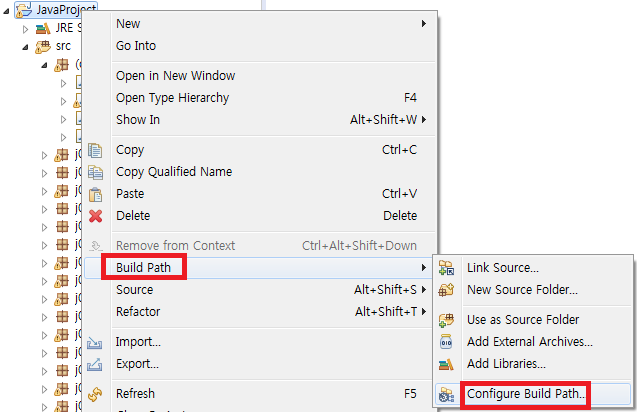 JavaProject
JRE S
src
(
j(
j(
j(
j(
j(
j(
j(
j(
j(
j(
j(
New
Go Into
Open in New Window
Open Type Hierarchy F4
Show In Alt+Shift+W
Copy Ctrl+C
Copy Qualified Name
Paste Ctrl+V
Delete Delete
Remove from Context Ctrl+Alt+Shift+Down
Build Path
Source Alt+Shift+S
Refactor Alt+Shift+T
Import...
Export...
Refresh F5
Link Source...
New Source Folder...
Use as Source Folder
Add External Archives...
Add Libraries...
Configure Build Path...